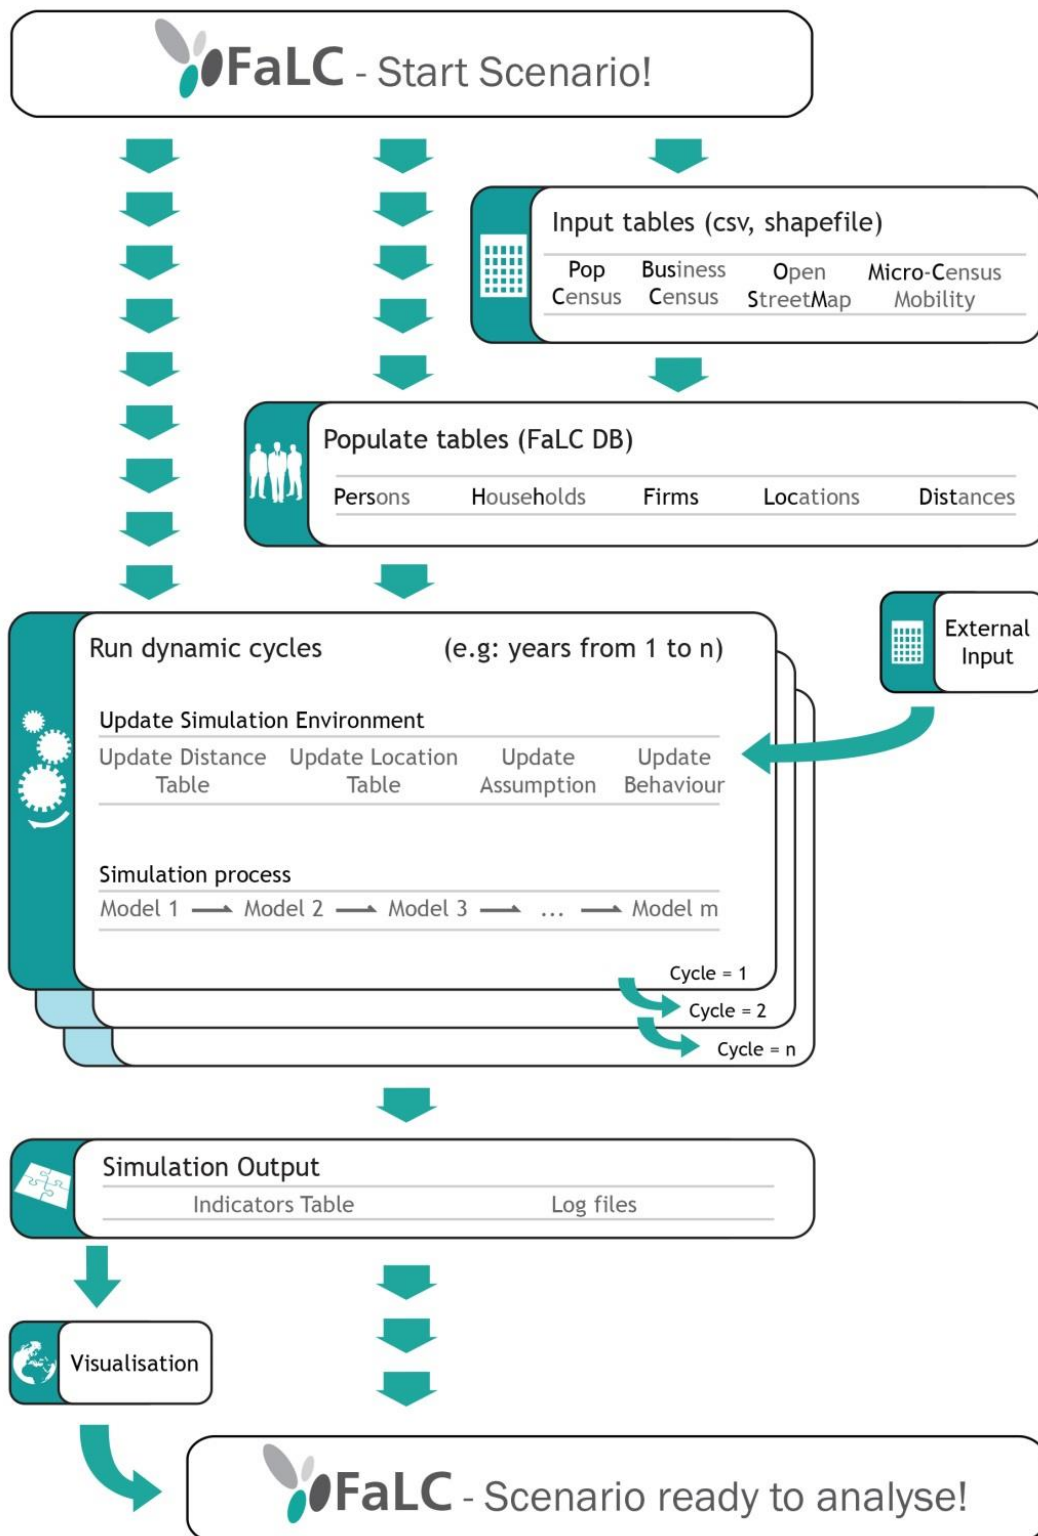 FaLC - Start Scenario!
Input tables (csv, shapefile)
Pop Census
Business Census
Open StreetMap
Micro-Census Mobility
Populate tables (FaLC DB)
Persons Households Firms Locations Distances
External
Input
Run dynamic cycles (e.g: years from 1 to n)
Update Simulation Environment
Update Distance Table
Update Location Table
Update Assumption
Update Behaviour
Simulation process
Model 1 Model 2 Model 3 ... Model m
Cycle = 1
Cycle = 2
Cycle = n
Simulation Output
Indicators Table Log files
Visualisation
FaLC - Scenario ready to analyse!